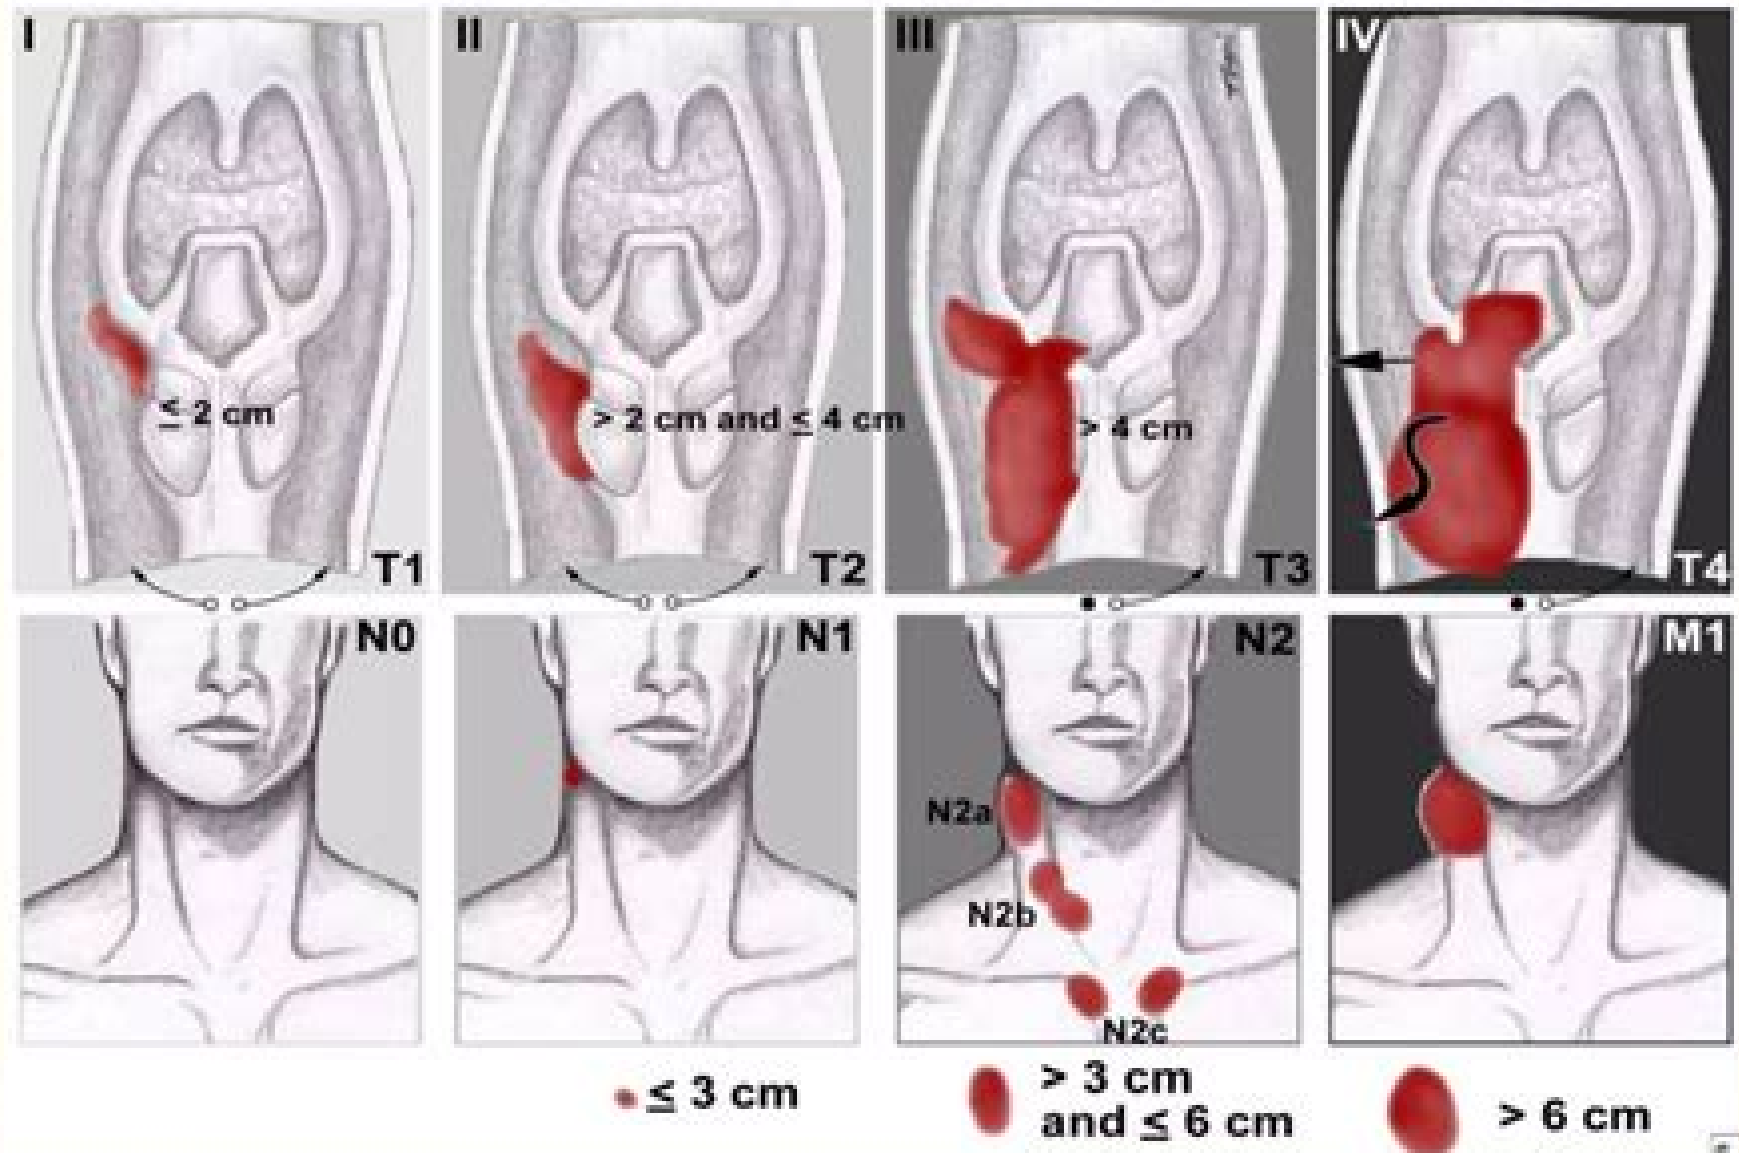 I
II
III
IV
≤ 2 cm
> 2 cm and ≤ 4 cm
> 4 cm
T1
T2
T3
T4
N0
N1
N2
M1
N2a
N2b
N2c
≤ 3 cm
> 3 cm
and ≤ 6 cm
> 6 cm